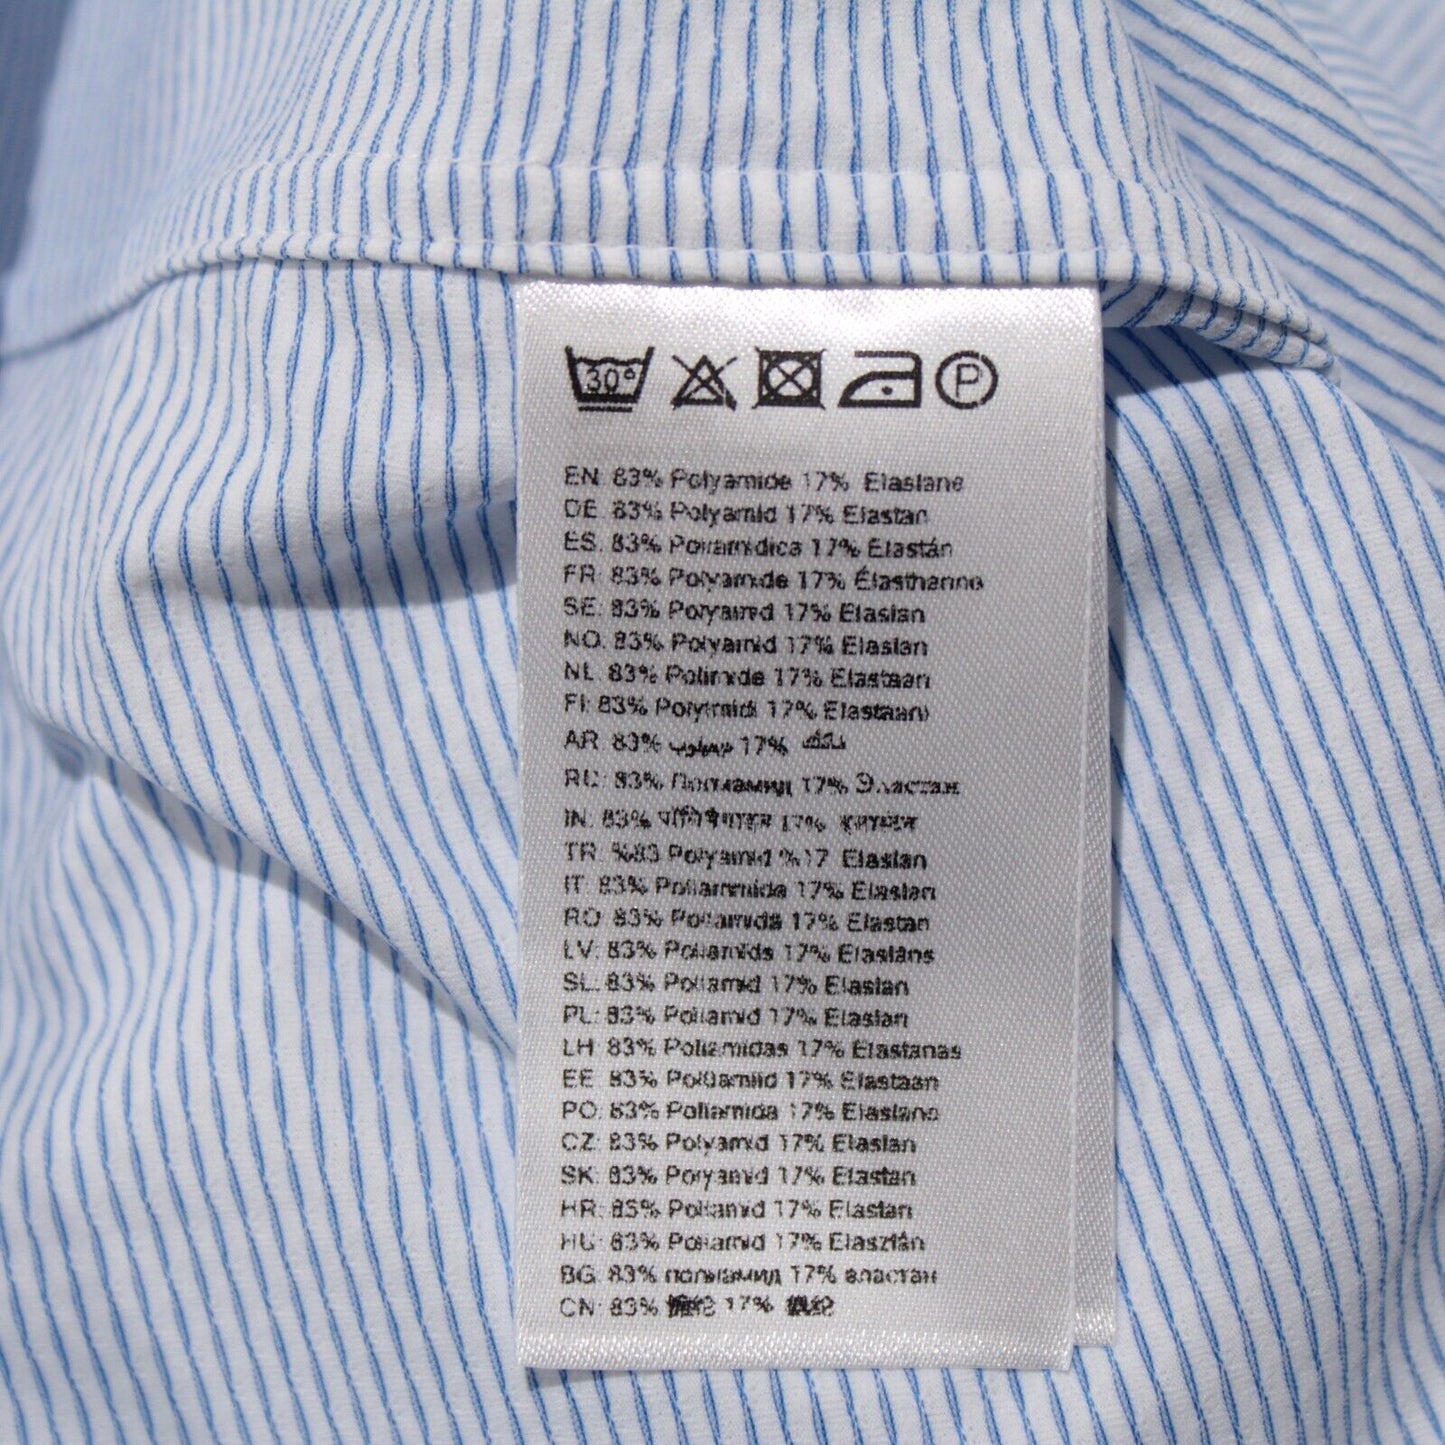 30°
P
EN: 83% Polyamide 17% Elastane
DE: 83% Polyamid 17% Elastan
ES: 83% Poliamidica 17% Elastán
FR: 83% Polyamide 17% Élasthanne
SE: 83% Polyamid 17% Elastan
NO: 83% Polyamid 17% Elastan
NL: 83% 17% Elastaan
FI: 83% 17% Elastaani
AR: 83% 17%
RU: 83% Полиамид 17% Эластан
IN: 83% 17%
TR: %83 Polyamid %17 Elastan
IT: 83% Poliammide 17% Elastan
RO: 83% Poliamida 17% Elastan
LV: 83% Poliamīds 17% Elastāns
SL: 83% Poliamid 17% Elastan
PL: 83% Poliamid 17% Elastan
LH: 83% Poliamidas 17% Elastanas
EE: 83% 17% Elastaan
PO: 83% Poliamida 17% Elastano
CZ: 83% Polyamid 17% Elastan
SK: 83% Polyamid 17% Elastan
HR: 83% Poliamid 17% Elastan
HU: 83% Poliamid 17% Elasztán
BG: 83% полиамид 17% еластан
CN: 83% 17%